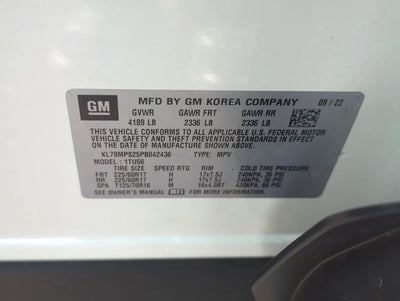 GM
MFD BY GM KOREA COMPANY 09/22
GVWR GAWR FRT GAWR RR
4189 LB 2336 LB 2336 LB
THIS VEHICLE CONFORMS TO ALL APPLICABLE U.S. FEDERAL MOTOR
VEHICLE SAFETY AND THEFT PREVENTION STANDARDS IN EFFECT
ON THE DATE OF MANUFACTURE SHOWN ABOVE.
KL79MPS25PB042436 TYPE: MPV
MODEL: 1TU56
TIRE SIZE SPEED RTG RIM COLD TIRE PRESSURE
FRT 225/60R17 H 17x7.5J 240KPA, 35 PSI
RR 225/60R17 H 17x7.5J 240KPA, 35 PSI
SPA T125/70R16 M 16x4.0BT 420KPA, 60 PSI
SEE OWNER'S MANUAL FOR MORE INFORMATION.